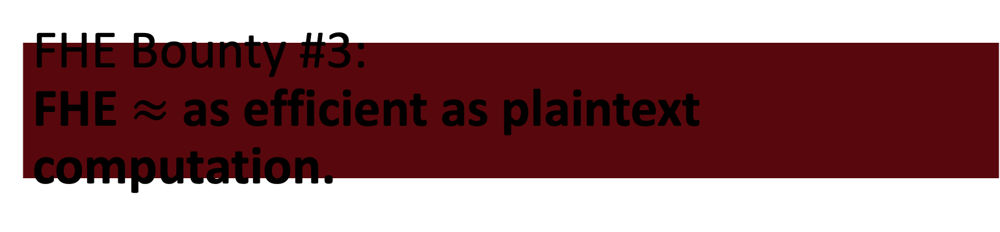 FHE Bounty #3:
FHE ≈ as efficient as plaintext
computation.